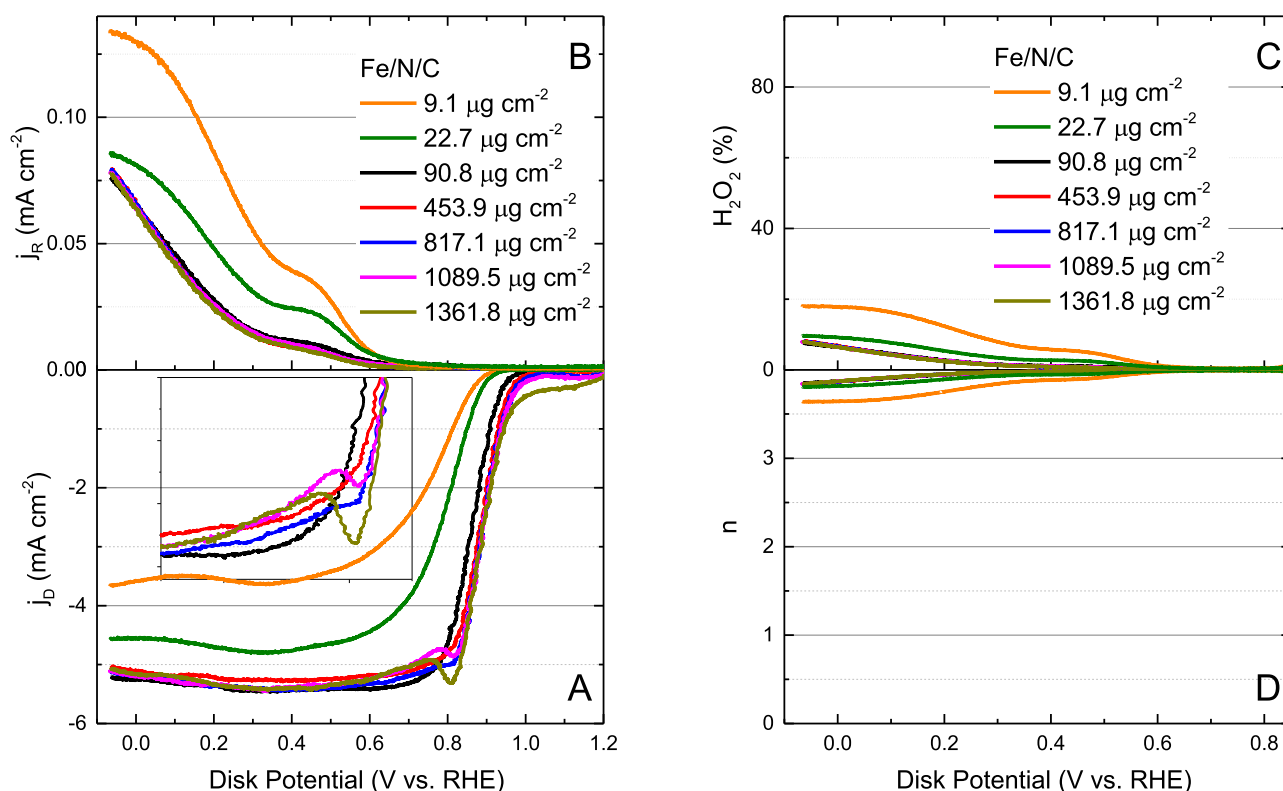 B
Fe/N/C
9.1 μg cm⁻²
22.7 μg cm⁻²
90.8 μg cm⁻²
453.9 μg cm⁻²
817.1 μg cm⁻²
1089.5 μg cm⁻²
1361.8 μg cm⁻²
0.10
0.05
0.00
j_R (mA cm⁻²)
-2
-4
-6
j_D (mA cm⁻²)
A
0.0 0.2 0.4 0.6 0.8 1.0 1.2
Disk Potential (V vs. RHE)
C
Fe/N/C
9.1 μg cm⁻²
22.7 μg cm⁻²
90.8 μg cm⁻²
453.9 μg cm⁻²
817.1 μg cm⁻²
1089.5 μg cm⁻²
1361.8 μg cm⁻²
80
40
0
H₂O₂ (%)
3
2
1
0
n
D
0.0 0.2 0.4 0.6 0.8
Disk Potential (V vs. RHE)